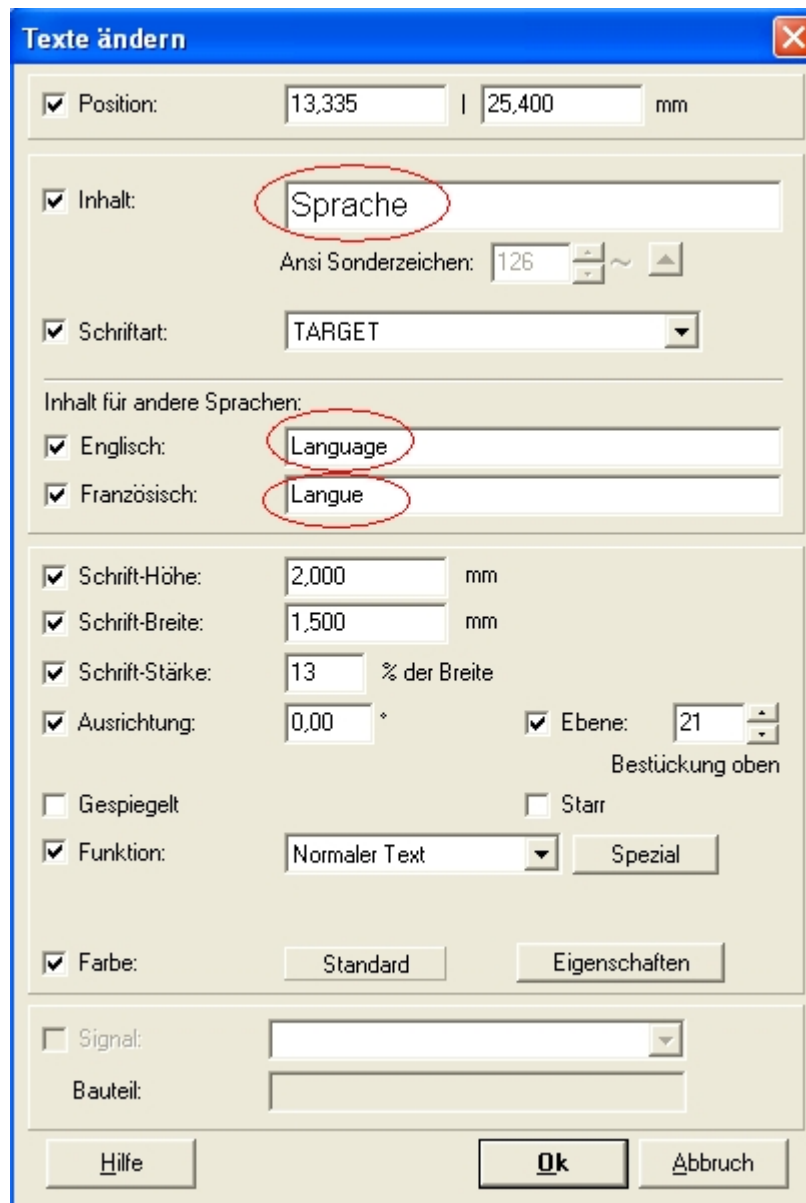 Texte ändern
Position: 13,335 | 25,400 mm
Inhalt: Sprache
Ansi Sonderzeichen: 126 ~
Schriftart: TARGET
Inhalt für andere Sprachen:
Englisch: Language
Französisch: Langue
Schrift-Höhe: 2,000 mm
Schrift-Breite: 1,500 mm
Schrift-Stärke: 13 % der Breite
Ausrichtung: 0,00 ° Ebene: 21
Bestückung oben
Gespiegelt Starr
Funktion: Normaler Text Spezial
Farbe: Standard Eigenschaften
Signal:
Bauteil:
Hilfe Ok Abbruch